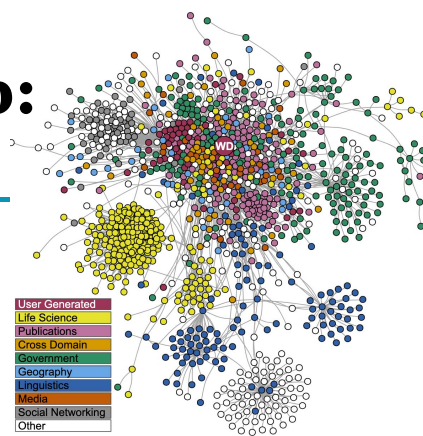 WD
User Generated
Life Science
Publications
Cross Domain
Government
Geography
Linguistics
Media
Social Networking
Other